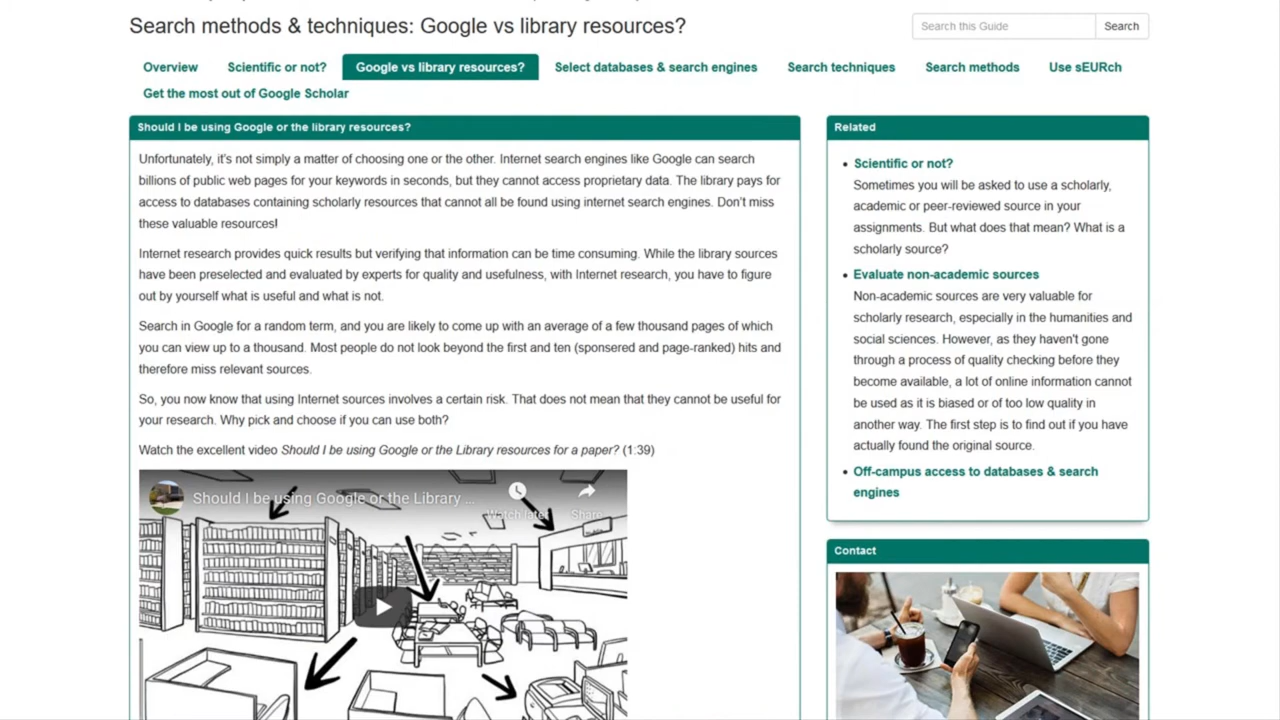 Search methods & techniques: Google vs library resources?
Search this Guide
Search
Overview
Scientific or not?
Google vs library resources?
Select databases & search engines
Search techniques
Search methods
Use sEURch
Get the most out of Google Scholar
Should I be using Google or the library resources?
Unfortunately, it's not simply a matter of choosing one or the other. Internet search engines like Google can search
billions of public web pages for your keywords in seconds, but they cannot access proprietary data. The library pays for
access to databases containing scholarly resources that cannot all be found using internet search engines. Don't miss
these valuable resources!
Internet research provides quick results but verifying that information can be time consuming. While the library sources
have been preselected and evaluated by experts for quality and usefulness, with Internet research, you have to figure
out by yourself what is useful and what is not.
Search in Google for a random term, and you are likely to come up with an average of a few thousand pages of which
you can view up to a thousand. Most people do not look beyond the first and ten (sponsered and page-ranked) hits and
therefore miss relevant sources.
So, you now know that using Internet sources involves a certain risk. That does not mean that they cannot be useful for
your research. Why pick and choose if you can use both?
Watch the excellent video Should I be using Google or the Library resources for a paper? (1:39)
Should I be using Google or the Library ...
Watch later
Share
Related
Scientific or not?
Sometimes you will be asked to use a scholarly,
academic or peer-reviewed source in your
assignments. But what does that mean? What is a
scholarly source?
Evaluate non-academic sources
Non-academic sources are very valuable for
scholarly research, especially in the humanities and
social sciences. However, as they haven't gone
through a process of quality checking before they
become available, a lot of online information cannot
be used as it is biased or of too low quality in
another way. The first step is to find out if you have
actually found the original source.
Off-campus access to databases & search
engines
Contact